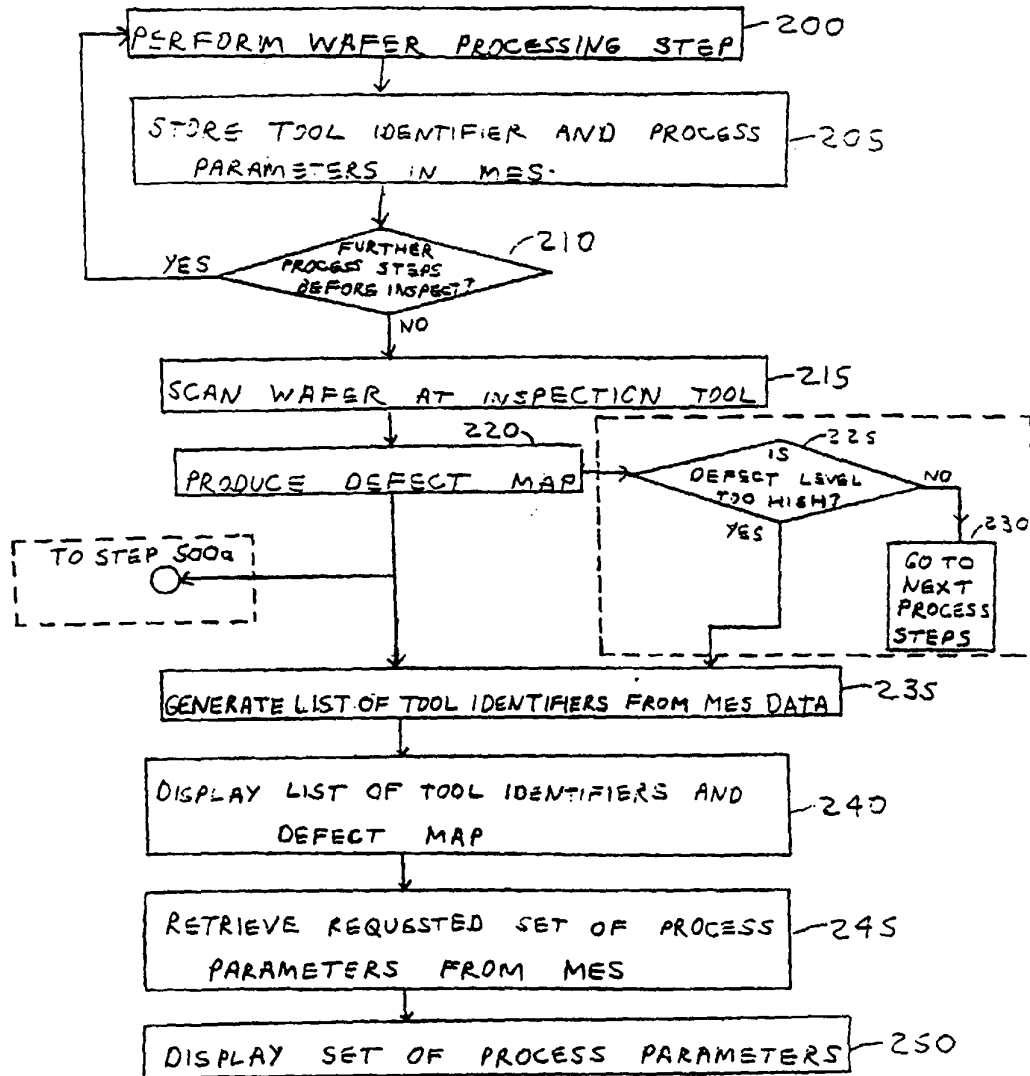 200
PERFORM WAFER PROCESSING STEP
STORE TOOL IDENTIFIER AND PROCESS
PARAMETERS IN MES.
205
210
FURTHER
PROCESS STEPS
BEFORE INSPECT?
YES
NO
SCAN WAFER AT INSPECTION TOOL
215
220
PRODUCE DEFECT MAP
225
IS
DEFECT LEVEL
TOO HIGH?
NO
YES
230
GO TO
NEXT
PROCESS
STEPS
TO STEP 500a
GENERATE LIST OF TOOL IDENTIFIERS FROM MES DATA
235
DISPLAY LIST OF TOOL IDENTIFIERS AND
DEFECT MAP
240
RETRIEVE REQUESTED SET OF PROCESS
PARAMETERS FROM MES
245
DISPLAY SET OF PROCESS PARAMETERS
250